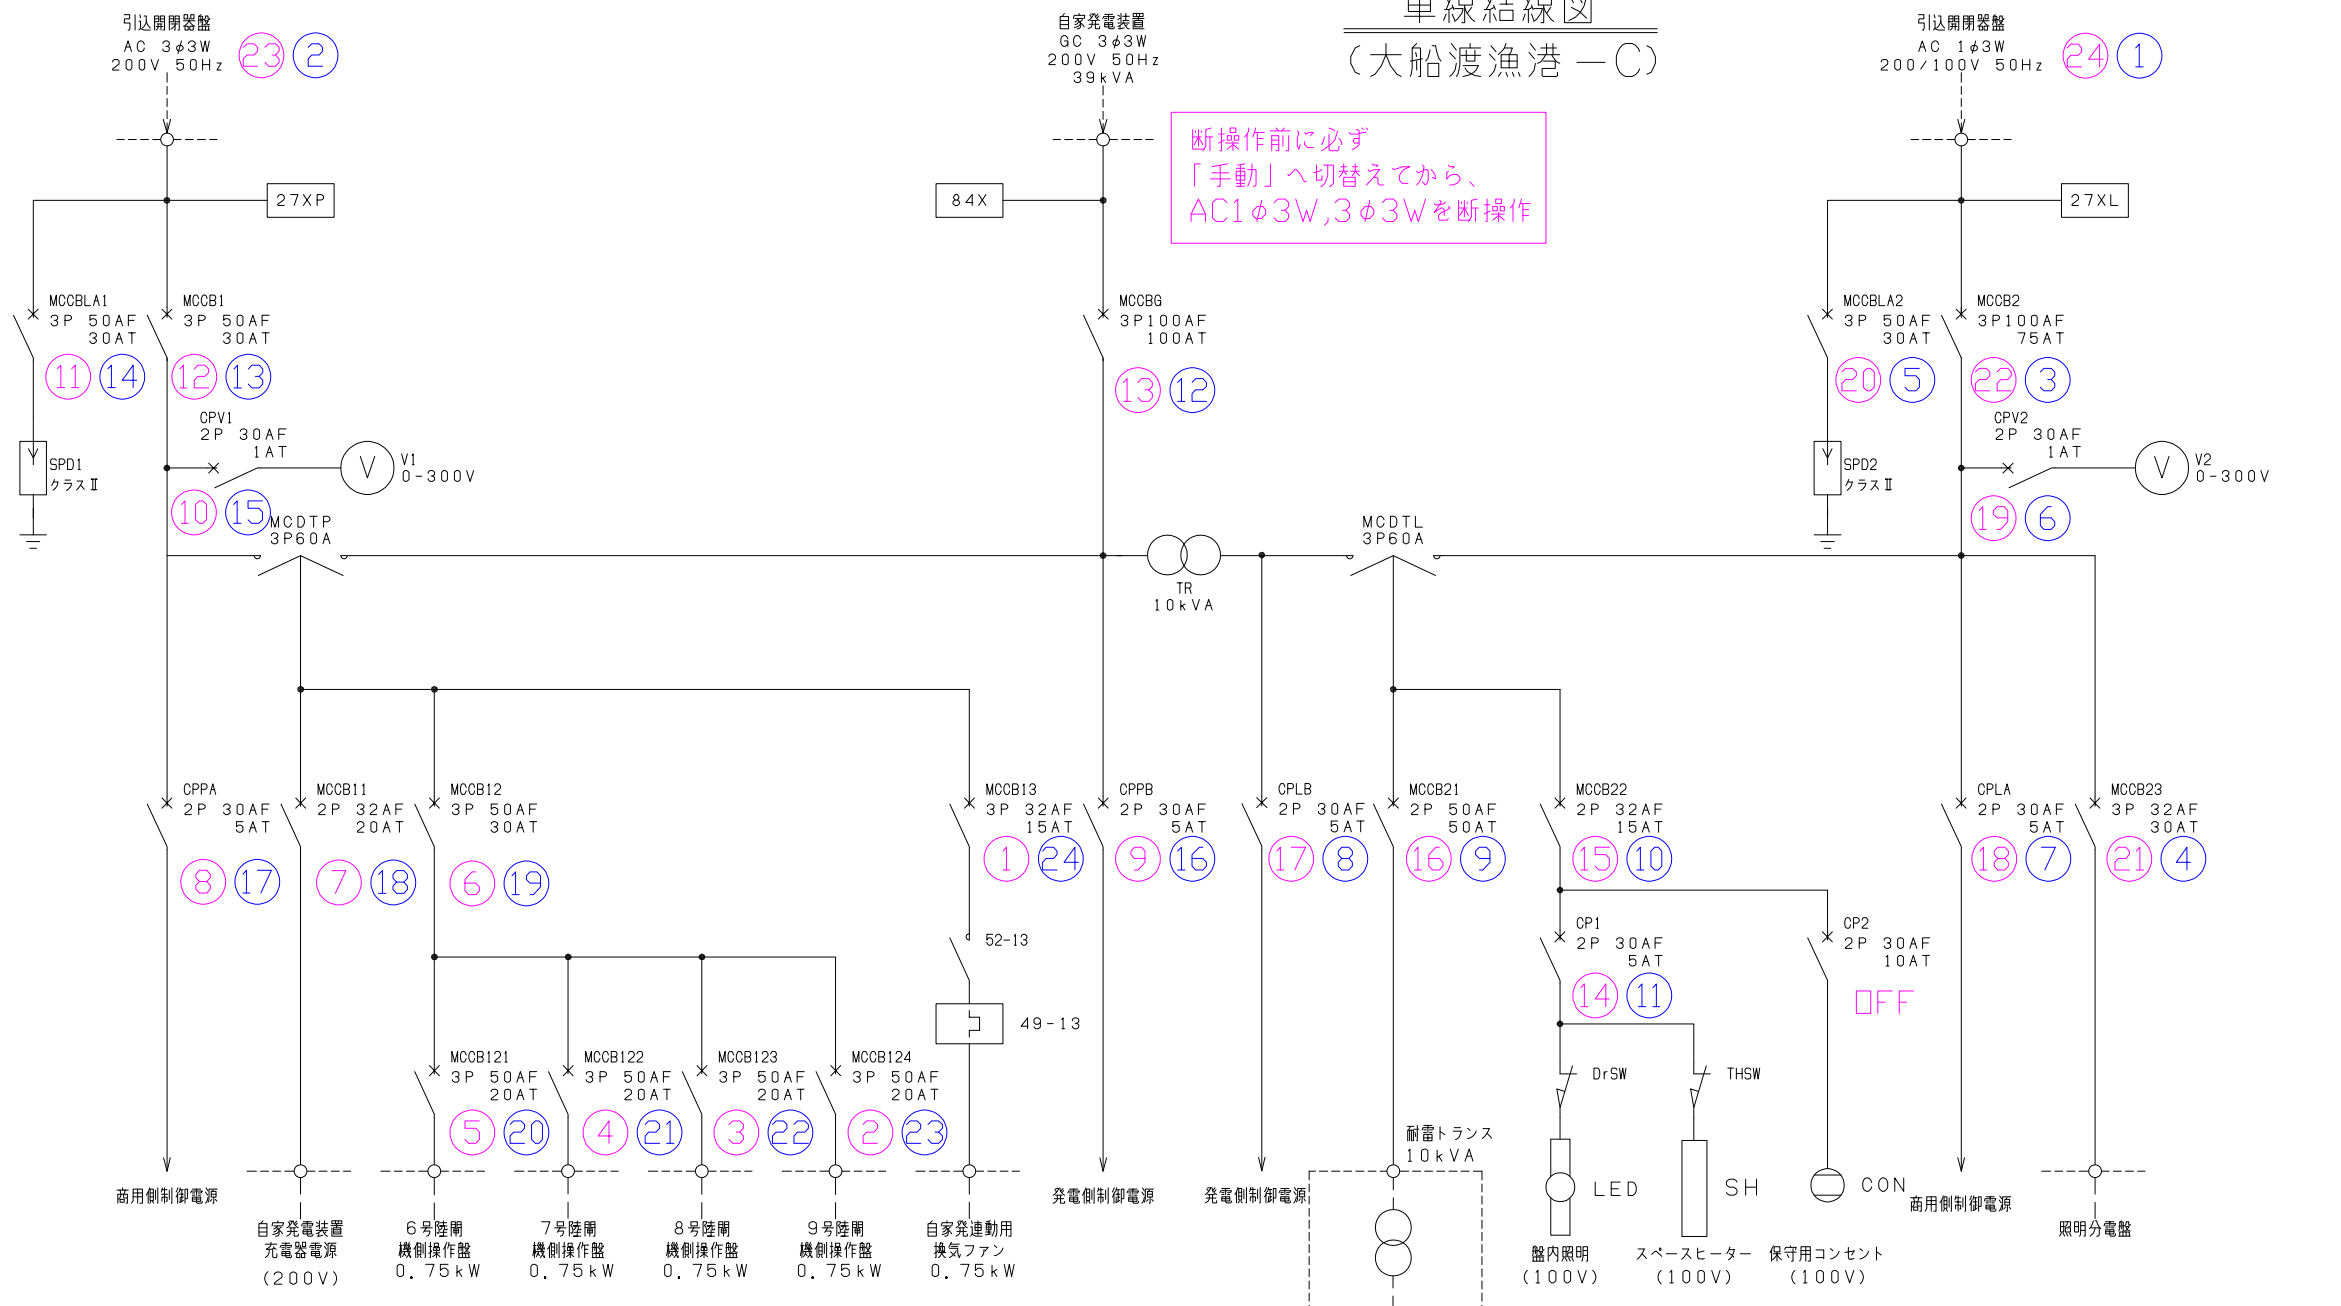 単線結線図
(大船渡漁港－C)
引込開閉器盤
AC 3φ3W
200V 50Hz
23 2
自家発電装置
GC 3φ3W
200V 50Hz
39kVA
引込開閉器盤
AC 1φ3W
200/100V 50Hz
24 1
断操作前に必ず
「手動」へ切替えてから、
AC1φ3W,3φ3Wを断操作
27XP
84X
27XL
MCCBLA1
3P 50AF
30AT
11 14
MCCB1
3P 50AF
30AT
12 13
MCCBG
3P100AF
100AT
13 12
MCCBLA2
3P 50AF
30AT
20 5
MCCB2
3P100AF
75AT
22 3
CPV1
2P 30AF
1AT
V
V1
0-300V
10 15
SPD1
クラスⅡ
CPV2
2P 30AF
1AT
V
V2
0-300V
19 6
SPD2
クラスⅡ
MCDTP
3P60A
TR
10kVA
MCDTL
3P60A
CPPA
2P 30AF
5AT
8 17
MCCB11
2P 32AF
20AT
7 18
MCCB12
3P 50AF
30AT
6 19
MCCB13
3P 32AF
15AT
1 24
CPPB
2P 30AF
5AT
9 16
CPLB
2P 30AF
5AT
17 8
MCCB21
2P 50AF
50AT
16 9
MCCB22
2P 32AF
15AT
15 10
CPLA
2P 30AF
5AT
18 7
MCCB23
3P 32AF
30AT
21 4
52-13
49-13
CP1
2P 30AF
5AT
14 11
CP2
2P 30AF
10AT
OFF
MCCB121
3P 50AF
20AT
5 20
MCCB122
3P 50AF
20AT
4 21
MCCB123
3P 50AF
20AT
3 22
MCCB124
3P 50AF
20AT
2 23
DrSW
THSW
耐雷トランス
10kVA
LED
SH
CON
商用側制御電源
自家発電装置
充電器電源
(200V)
6号陸閘
機側操作盤
0.75kW
7号陸閘
機側操作盤
0.75kW
8号陸閘
機側操作盤
0.75kW
9号陸閘
機側操作盤
0.75kW
自家発連動用
換気ファン
0.75kW
発電側制御電源
発電側制御電源
盤内照明
(100V)
スペースヒーター
(100V)
保守用コンセント
(100V)
商用側制御電源
照明分電盤